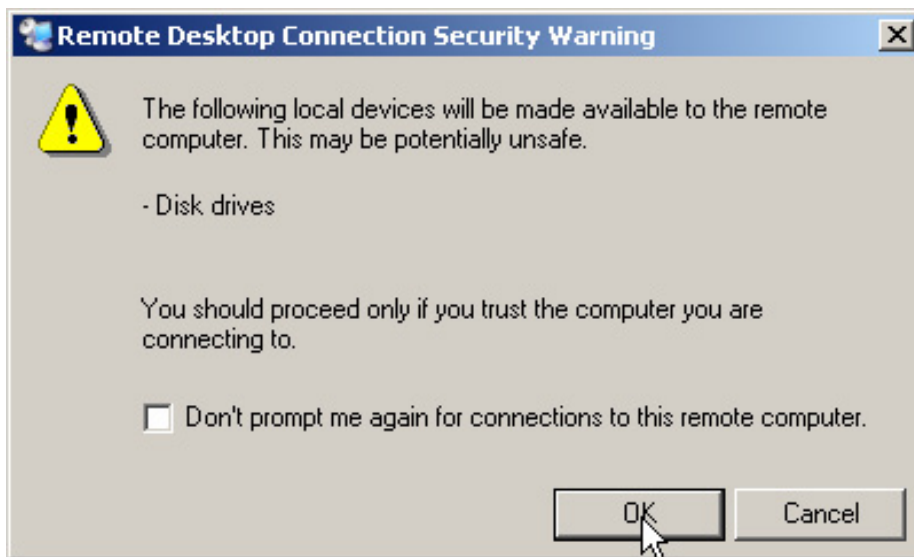 Remote Desktop Connection Security Warning
The following local devices will be made available to the remote
computer. This may be potentially unsafe.
- Disk drives
You should proceed only if you trust the computer you are
connecting to.
Don't prompt me again for connections to this remote computer.
OK
Cancel